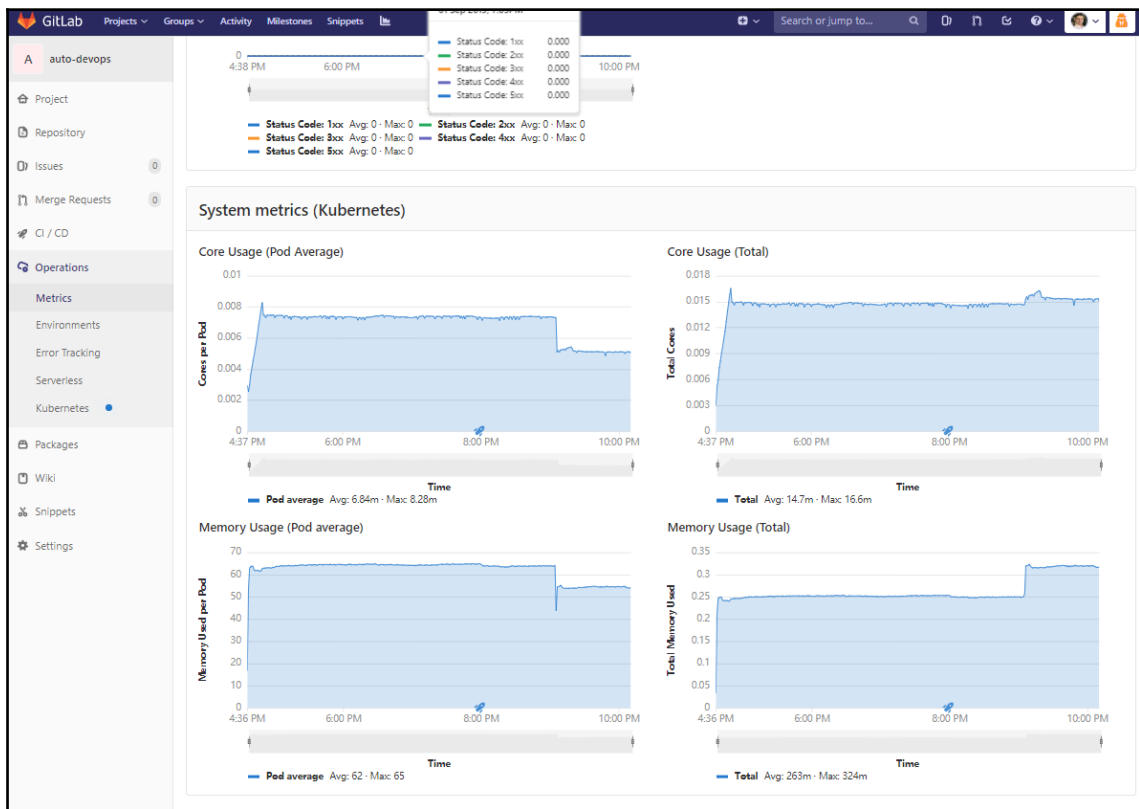 GitLab Projects Groups Activity Milestones Snippets Search or jump to...
A auto-devops
Project
Repository
Issues 0
Merge Requests 0
CI / CD
Operations
Metrics
Environments
Error Tracking
Serverless
Kubernetes
Packages
Wiki
Snippets
Settings
Status Code: 1xx 0.000
Status Code: 2xx 0.000
Status Code: 3xx 0.000
Status Code: 4xx 0.000
Status Code: 5xx 0.000
0
4:38 PM 6:00 PM 10:00 PM
Status Code: 1xx Avg: 0 · Max: 0 Status Code: 2xx Avg: 0 · Max: 0
Status Code: 3xx Avg: 0 · Max: 0 Status Code: 4xx Avg: 0 · Max: 0
Status Code: 5xx Avg: 0 · Max: 0
System metrics (Kubernetes)
Core Usage (Pod Average)
Cores per Pod
0.01
0.008
0.006
0.004
0.002
0
4:37 PM 6:00 PM 8:00 PM 10:00 PM
Time
Pod average Avg: 6.84m · Max: 8.28m
Core Usage (Total)
Total Cores
0.018
0.015
0.012
0.009
0.006
0.003
0
4:37 PM 6:00 PM 8:00 PM 10:00 PM
Time
Total Avg: 14.7m · Max: 16.6m
Memory Usage (Pod average)
Memory Used per Pod
70
60
50
40
30
20
10
0
4:36 PM 6:00 PM 8:00 PM 10:00 PM
Time
Pod average Avg: 62 · Max: 65
Memory Usage (Total)
Total Memory Used
0.35
0.3
0.25
0.2
0.15
0.1
0.05
0
4:36 PM 6:00 PM 8:00 PM 10:00 PM
Time
Total Avg: 263m · Max: 324m